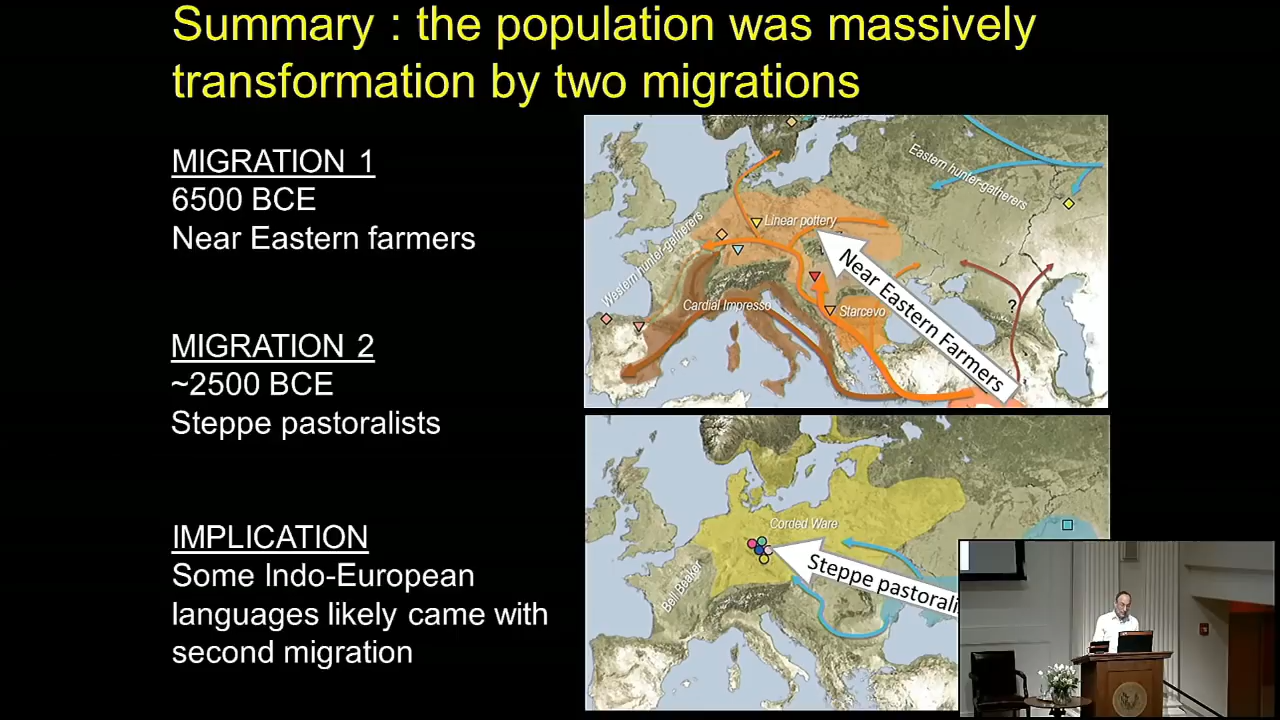 Summary : the population was massively
transformation by two migrations
MIGRATION 1
6500 BCE
Near Eastern farmers
MIGRATION 2
~2500 BCE
Steppe pastoralists
IMPLICATION
Some Indo-European
languages likely came with
second migration
Eastern hunter-gatherers
Western hunter-gatherers
Linear pottery
Near Eastern Farmers
Cardial Impresso
Starcevo
?
Corded Ware
Bell Beaker
Steppe pastorali